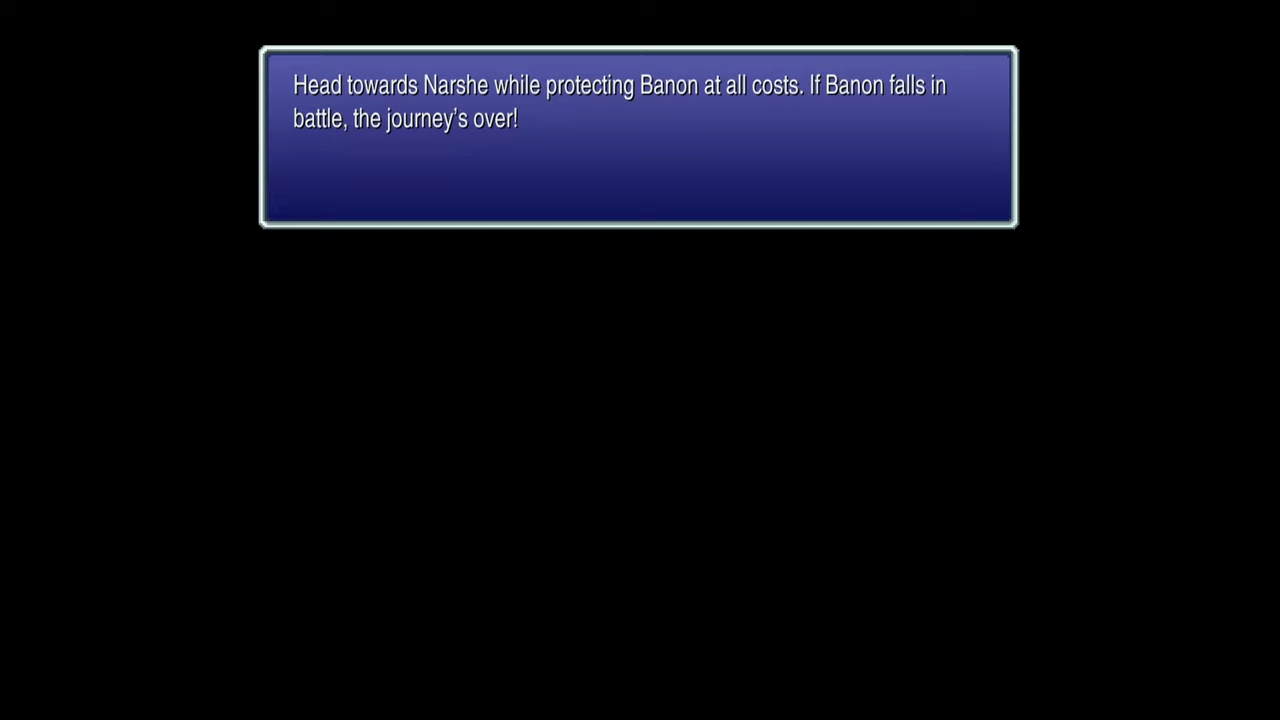 Head towards Narshe while protecting Banon at all costs. If Banon falls in
battle, the journey's over!